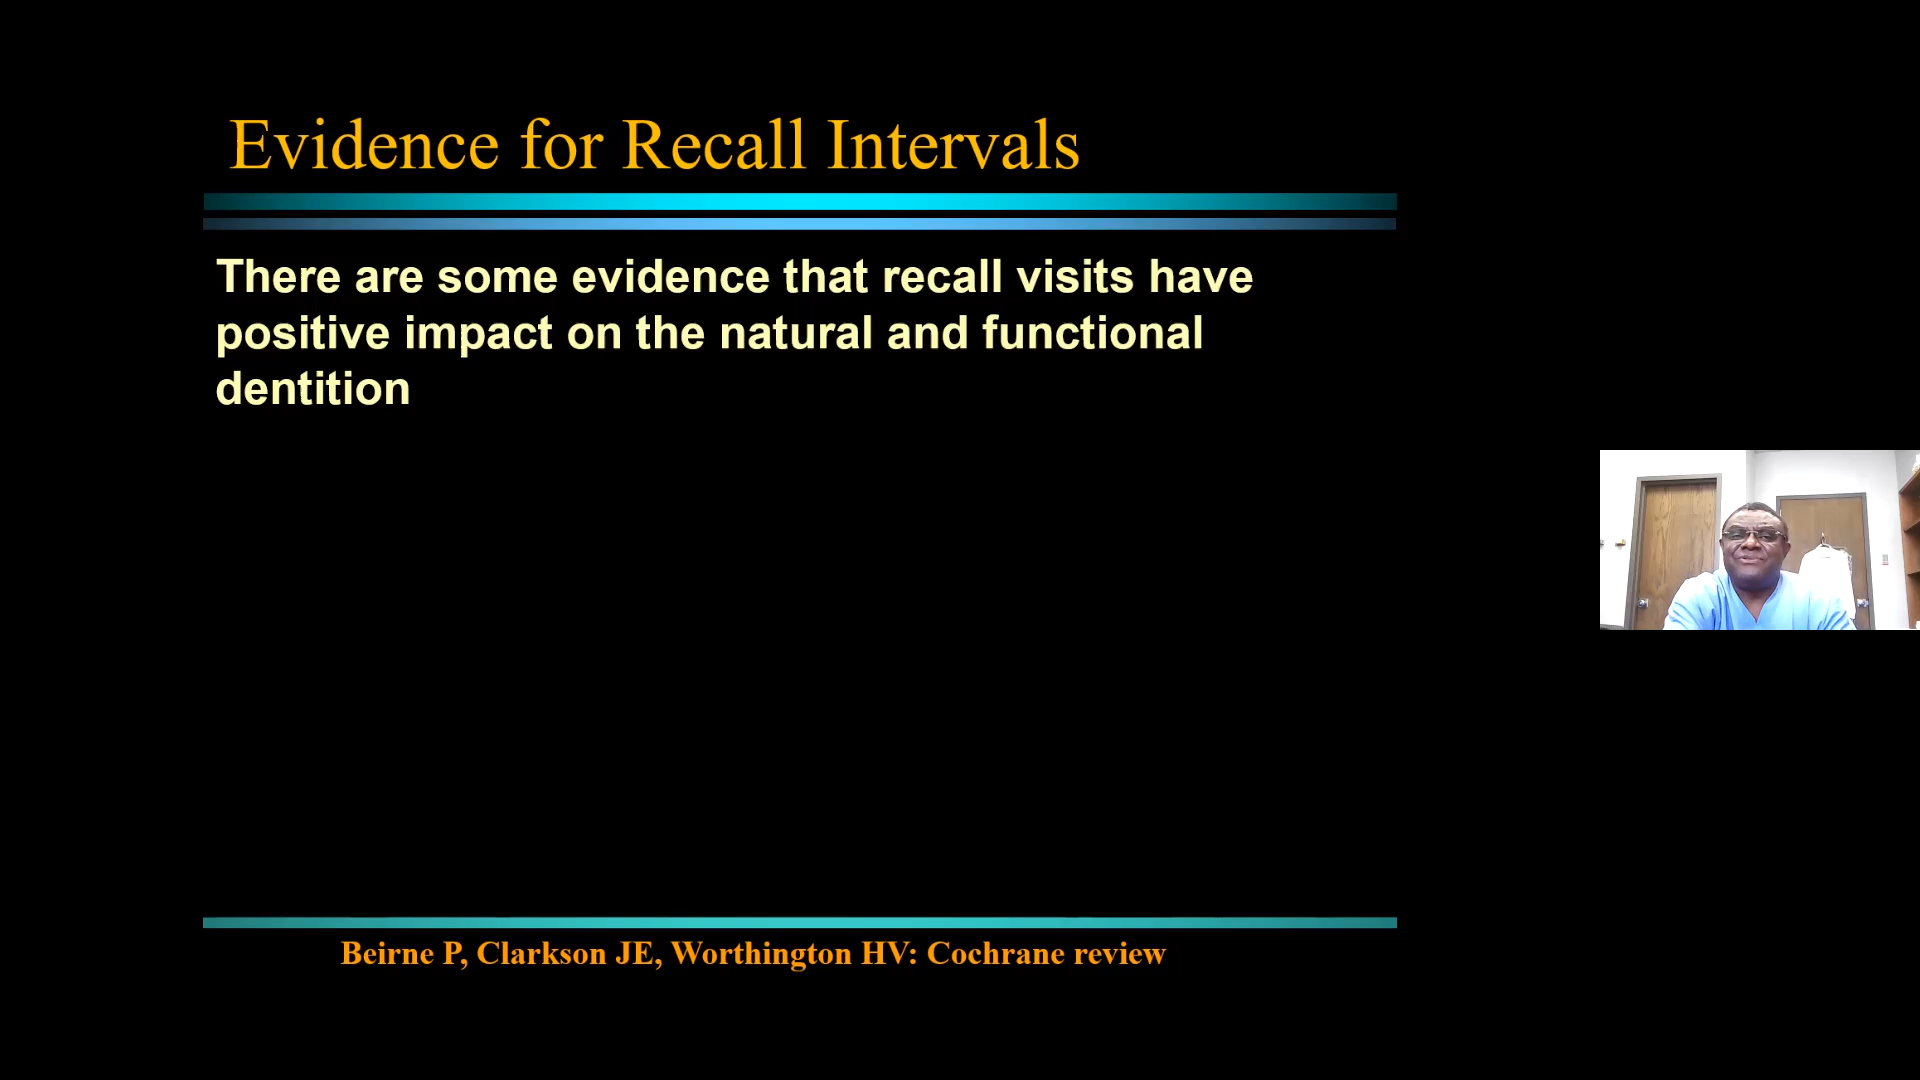 Evidence for Recall Intervals
There are some evidence that recall visits have
positive impact on the natural and functional
dentition
Beirne P, Clarkson JE, Worthington HV: Cochrane review